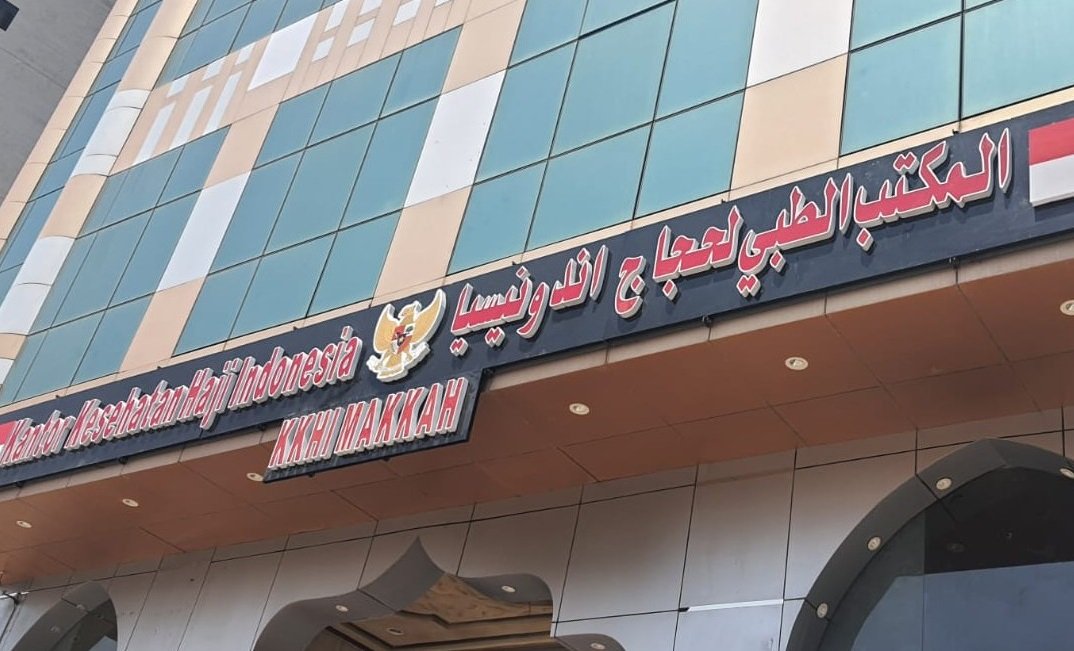 المكتب الطبي لحجاج اندونيسيا
Kantor Kesehatan Haji Indonesia
KKHI MAKKAH